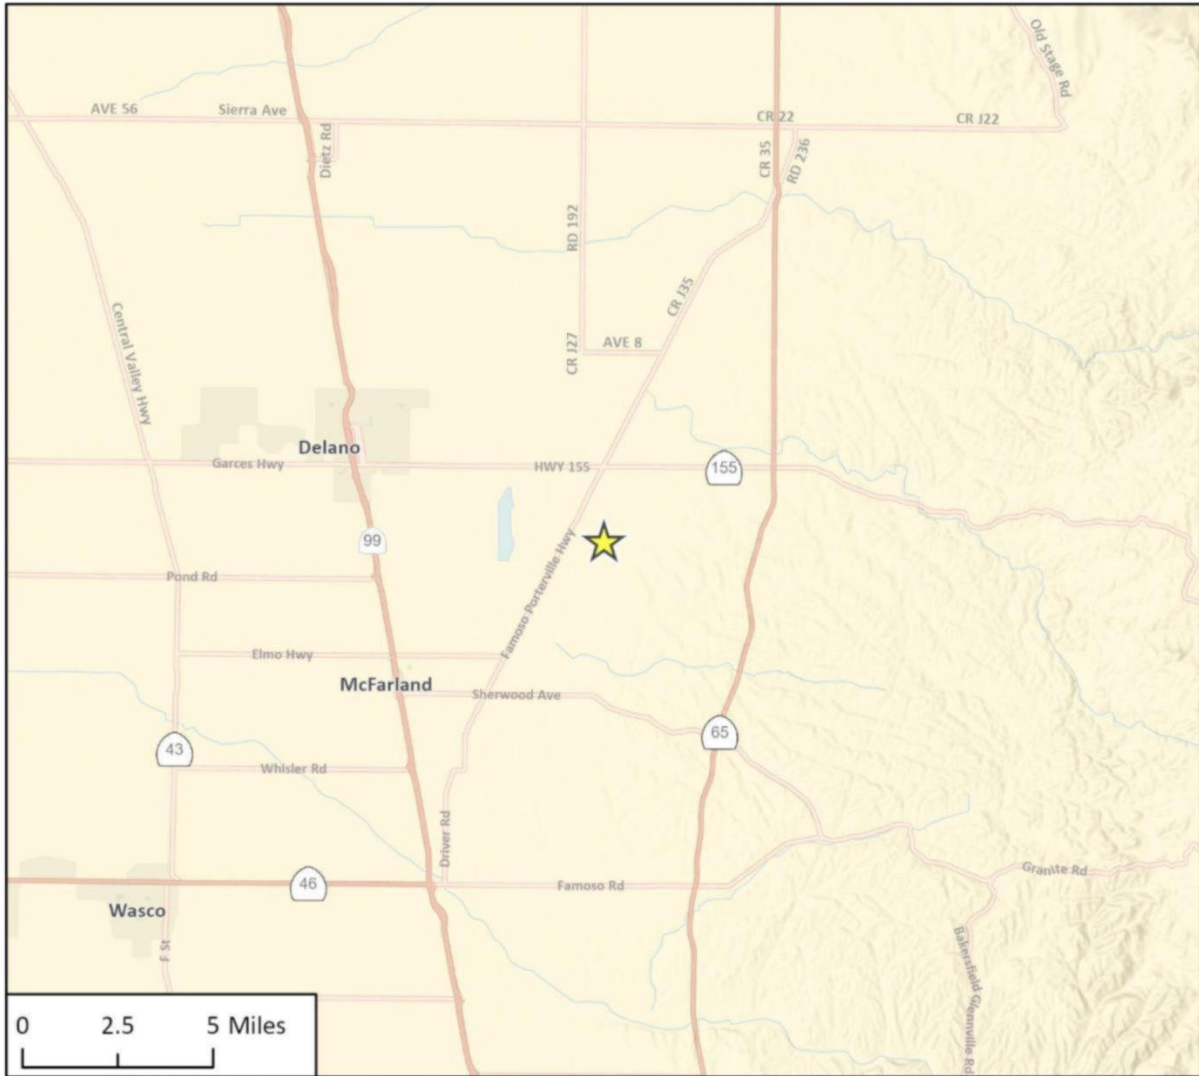 Old Stage Rd
AVE 56
Sierra Ave
CR 22
CR J22
Dietz Rd
CR 35
RD 236
RD 192
CR J35
Central Valley Hwy
CR J27
AVE 8
Delano
Garces Hwy
HWY 155
155
99
Famoso Porterville Hwy
Pond Rd
Elmo Hwy
McFarland
Sherwood Ave
43
65
Whisler Rd
Driver Rd
46
Famoso Rd
Granite Rd
Wasco
F St
Bakersfield Glennville Rd
0 2.5 5 Miles